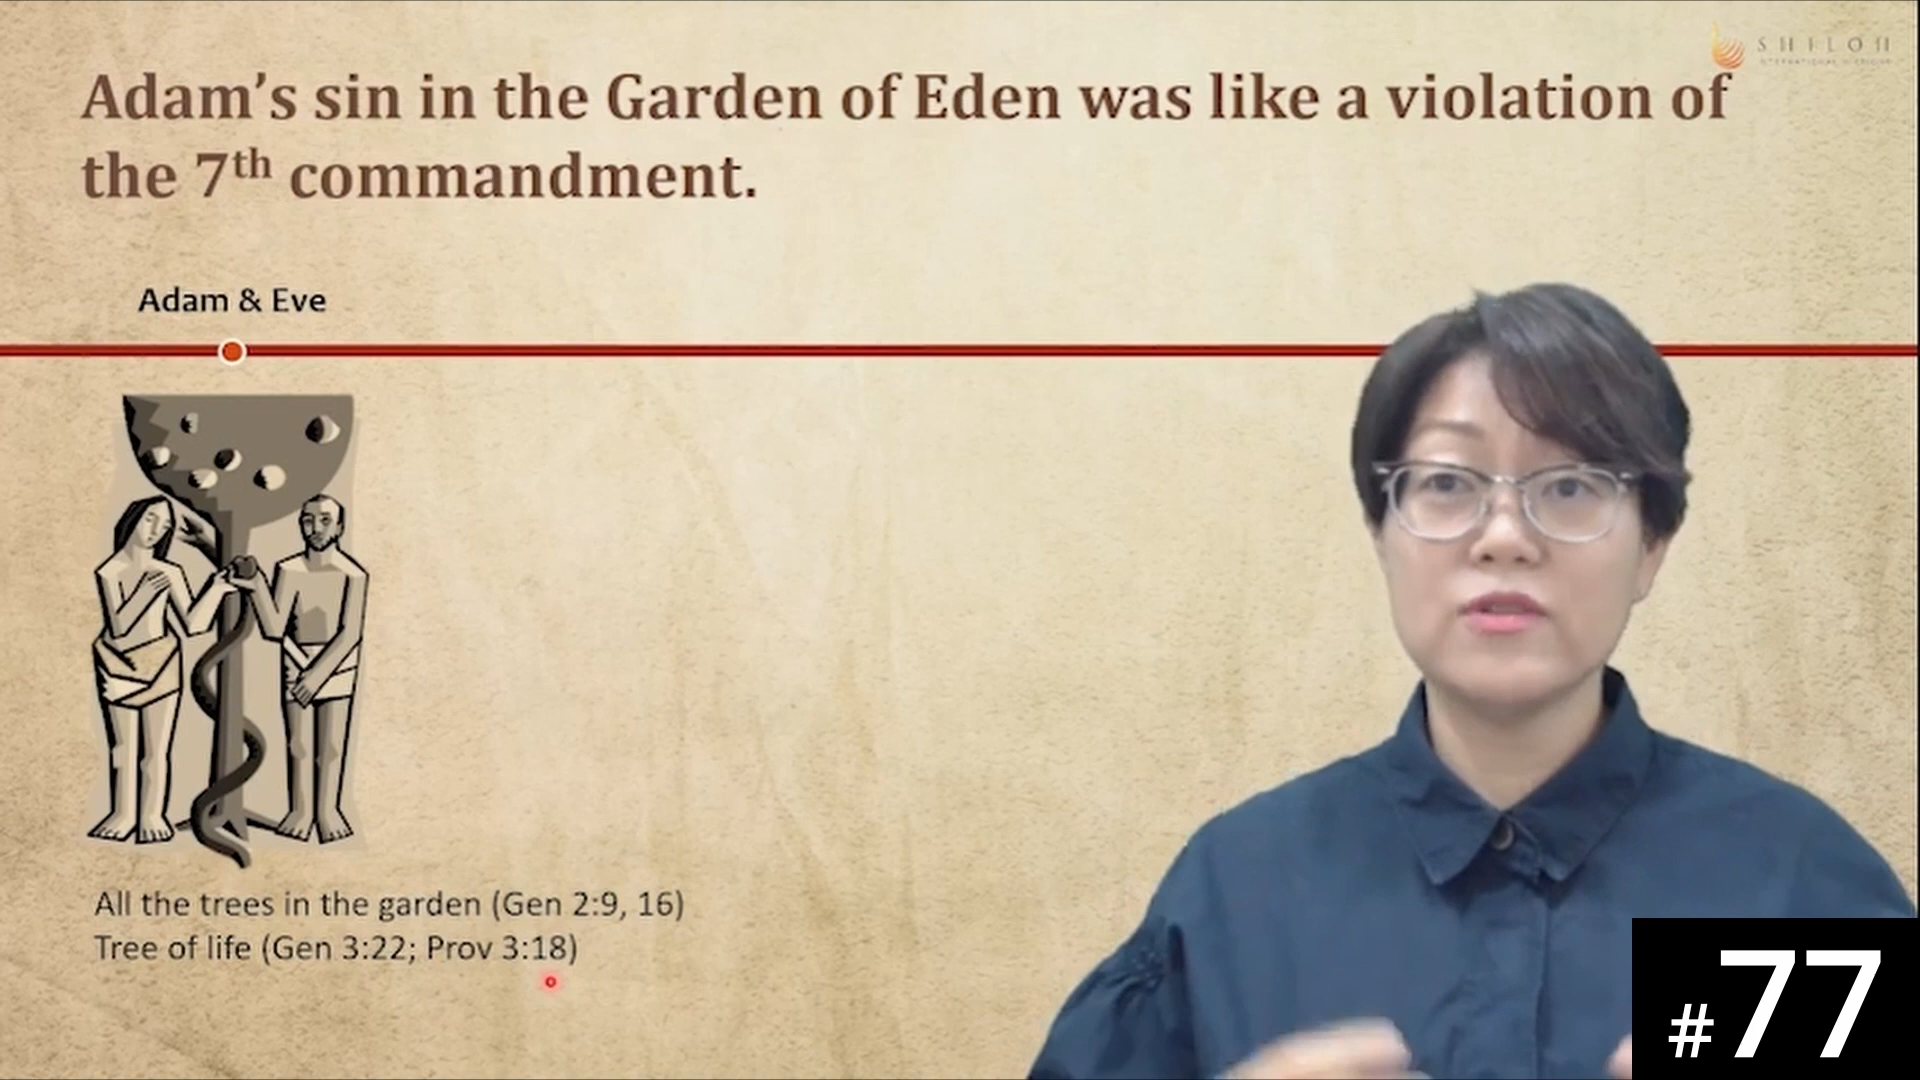 SHILOH
Adam’s sin in the Garden of Eden was like a violation of
the 7th commandment.
Adam & Eve
All the trees in the garden (Gen 2:9, 16)
Tree of life (Gen 3:22; Prov 3:18)
#77